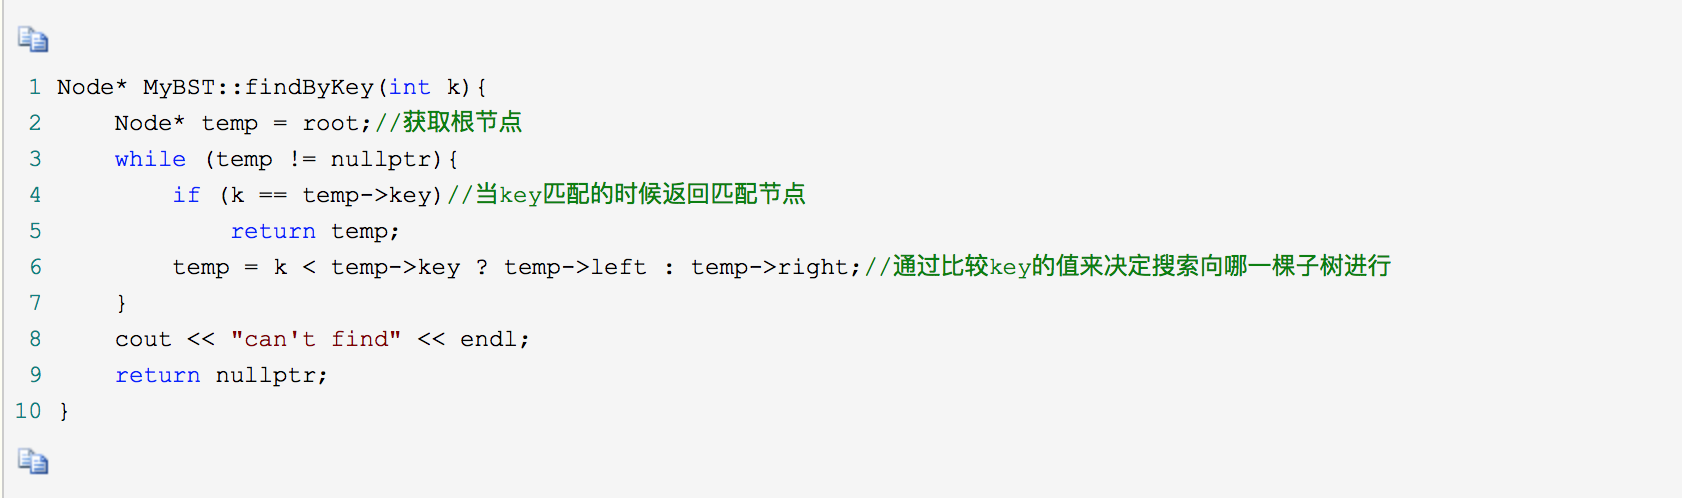 1 Node* MyBST::findByKey(int k){
2     Node* temp = root;//获取根节点
3     while (temp != nullptr){
4         if (k == temp->key)//当key匹配的时候返回匹配节点
5             return temp;
6         temp = k < temp->key ? temp->left : temp->right;//通过比较key的值来决定搜索向哪一棵子树进行
7     }
8     cout << "can't find" << endl;
9     return nullptr;
10 }